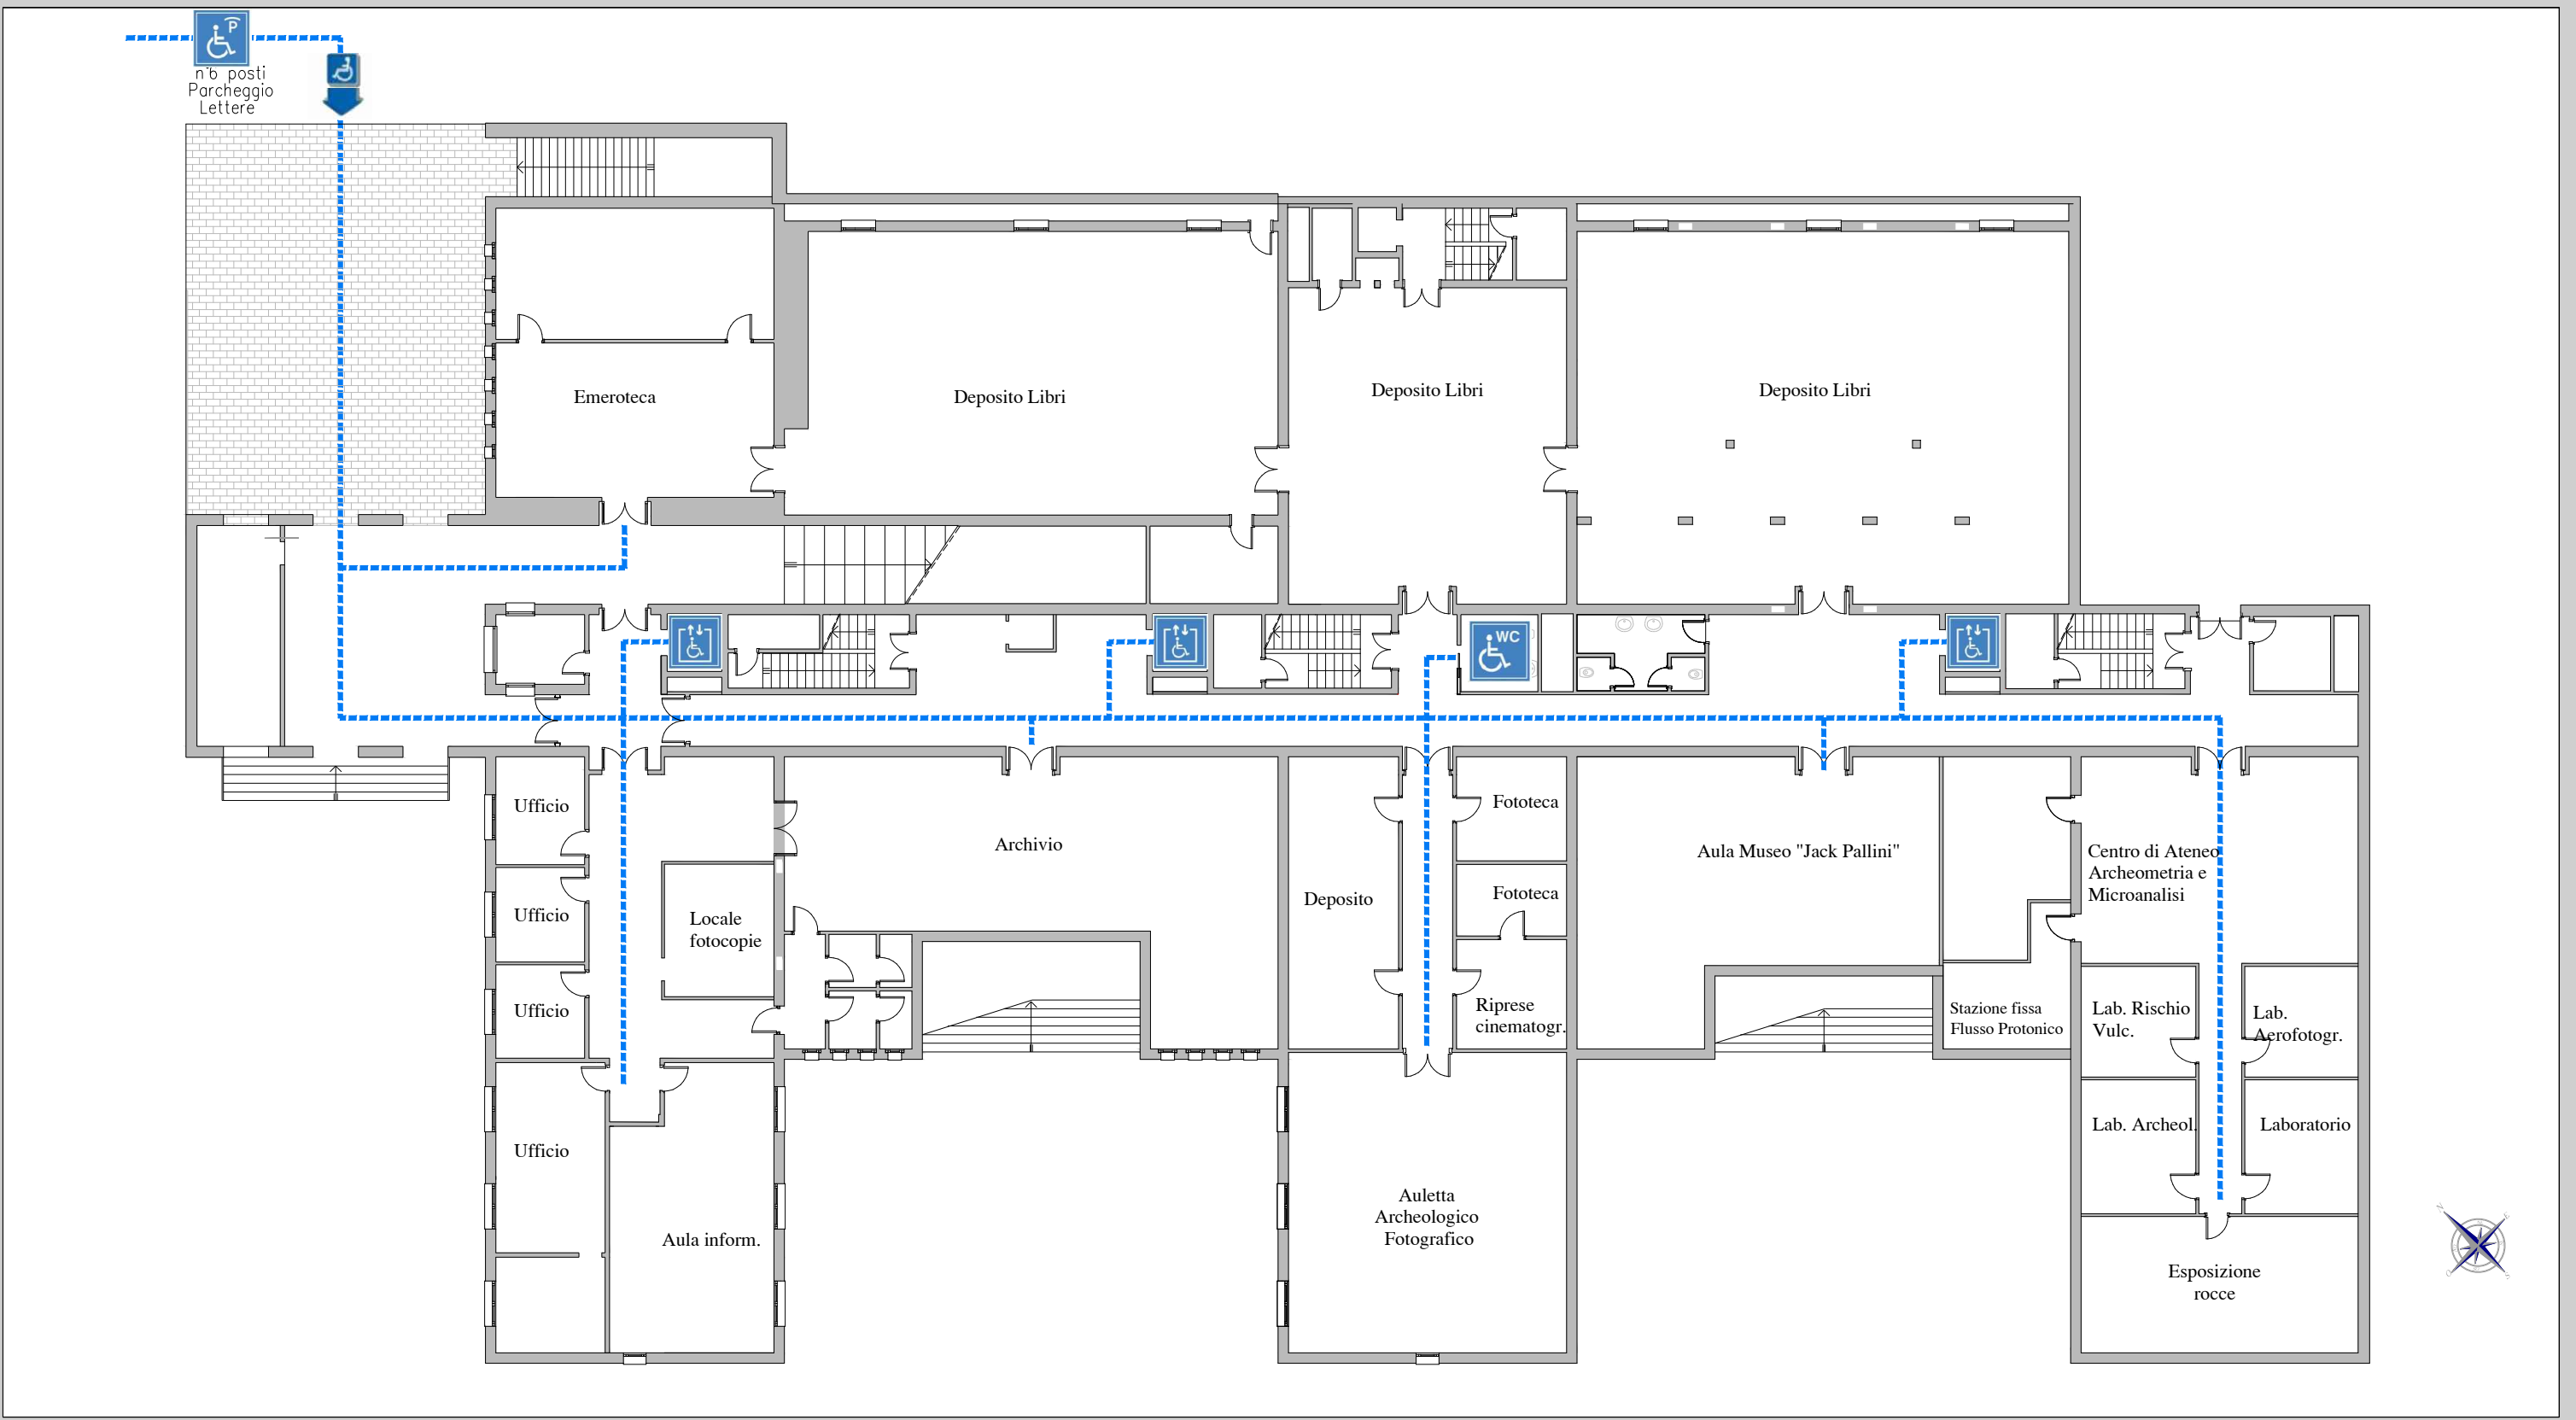 P
n°6 posti
Parcheggio
Lettere
Emeroteca
Deposito Libri
Deposito Libri
Deposito Libri
WC
Ufficio
Ufficio
Ufficio
Ufficio
Locale
fotocopie
Archivio
Aula inform.
Deposito
Fototeca
Fototeca
Riprese
cinematogr.
Auletta
Archeologico
Fotografico
Aula Museo "Jack Pallini"
Stazione fissa
Flusso Protonico
Centro di Ateneo
Archeometria e
Microanalisi
Lab. Rischio
Vulc.
Lab.
Aerofotogr.
Lab. Archeol.
Laboratorio
Esposizione
rocce
N
E
O
S